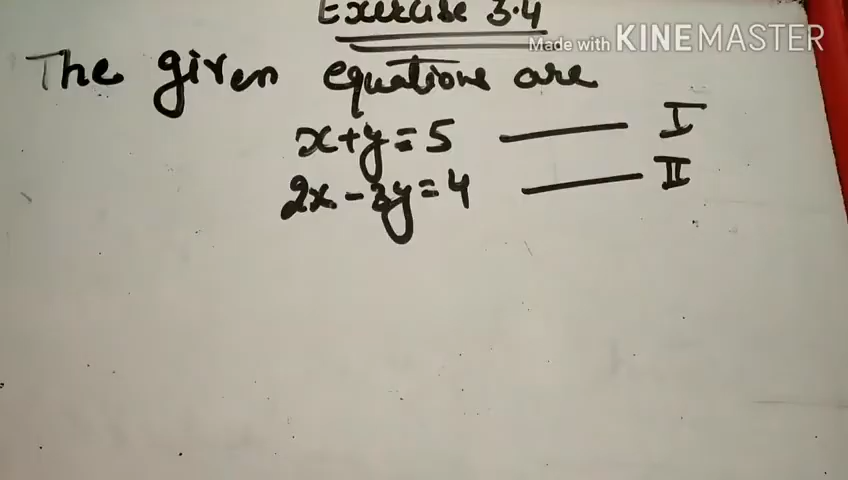 Exercise 3.4
Made with KINEMASTER
The given equations are
x+y=5 —— I
2x-3y=4 —— II